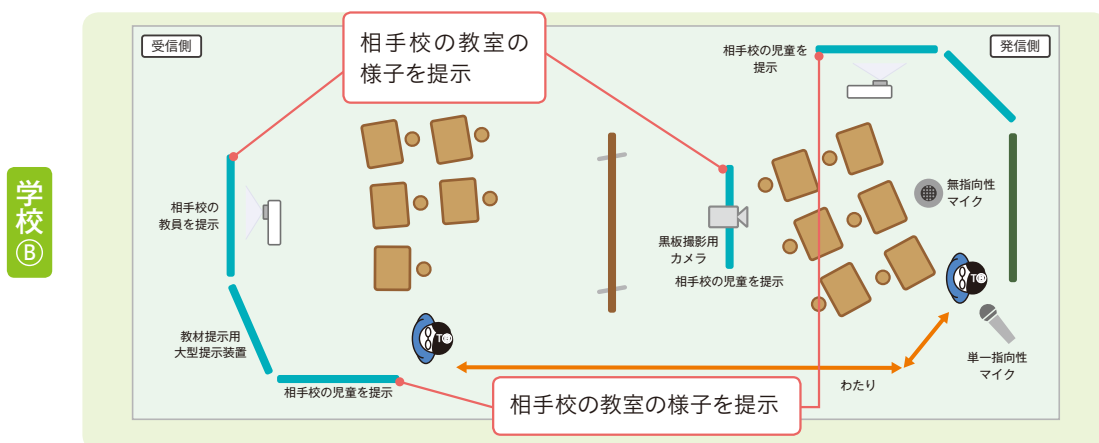 学校Ⓑ
受信側
相手校の教室の
様子を提示
相手校の児童を
提示
発信側
無指向性
マイク
相手校の
教員を提示
黒板撮影用
カメラ
相手校の児童を提示
TⒷ
TⒷ
教材提示用
大型提示装置
単一指向性
マイク
わたり
相手校の児童を提示
相手校の教室の様子を提示